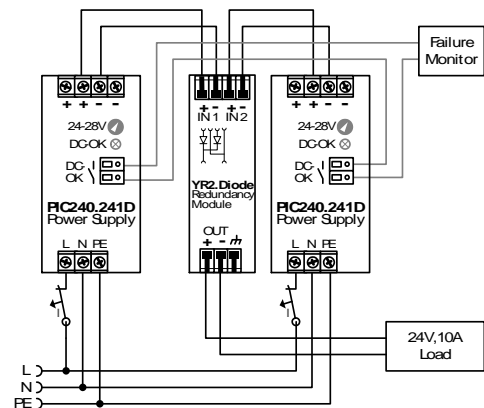 Failure
Monitor
+ + - -
+ - + -
IN 1 IN 2
+ + - -
24-28V
DC-OK
DC-
OK
24-28V
DC-OK
DC-
OK
PIC240.241D
Power Supply
YR2.Diode
Redundancy
Module
PIC240.241D
Power Supply
L N PE
OUT
+ -
L N PE
I
I
24V,10A
Load
L
N
PE